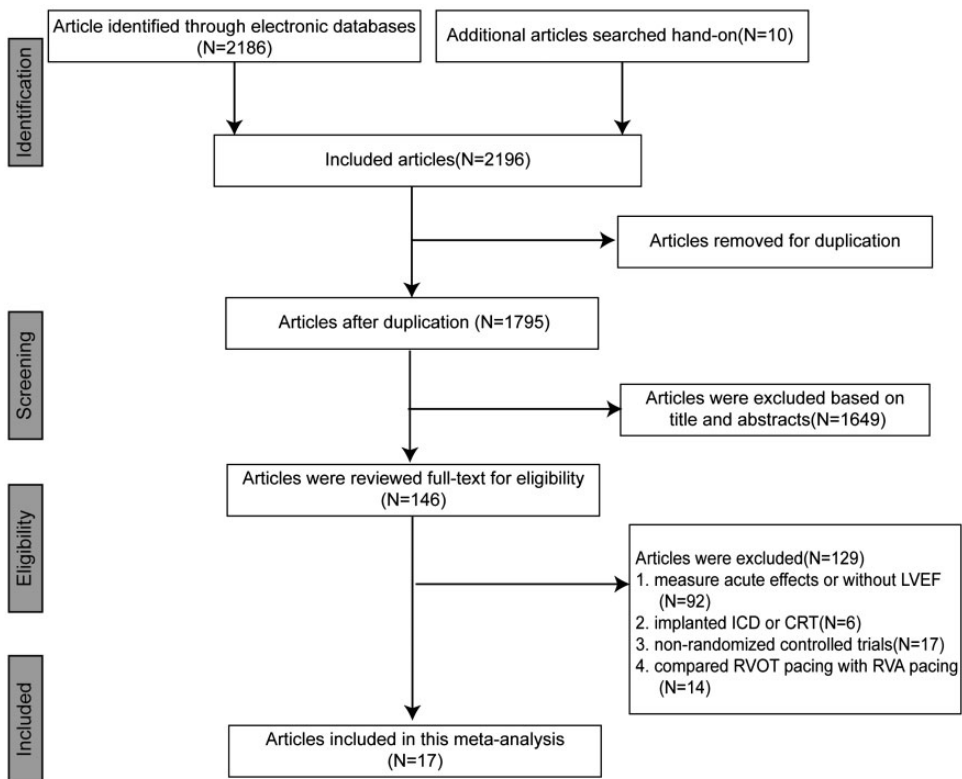 Identification
Article identified through electronic databases
(N=2186)
Additional articles searched hand-on(N=10)
Included articles(N=2196)
Articles removed for duplication
Screening
Articles after duplication (N=1795)
Articles were excluded based on
title and abstracts(N=1649)
Eligibility
Articles were reviewed full-text for eligibility
(N=146)
Articles were excluded(N=129)
1. measure acute effects or without LVEF
(N=92)
2. implanted ICD or CRT(N=6)
3. non-randomized controlled trials(N=17)
4. compared RVOT pacing with RVA pacing
(N=14)
Included
Articles included in this meta-analysis
(N=17)